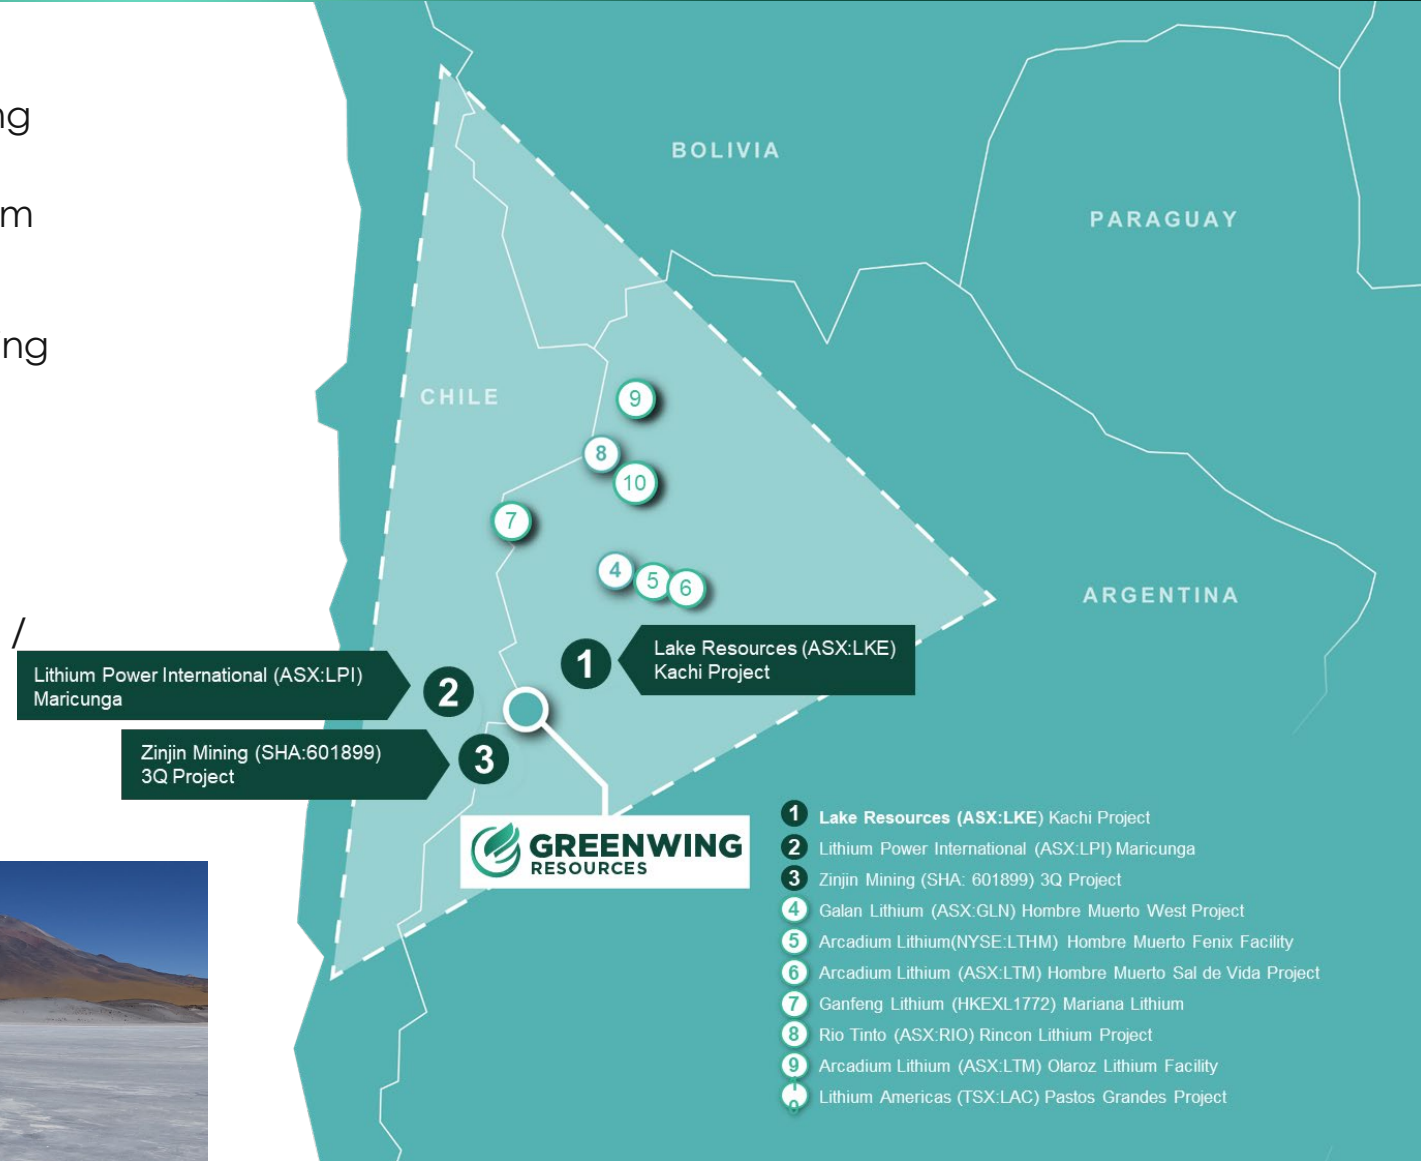 ng
m
ing
/
BOLIVIA
PARAGUAY
CHILE
9
8
10
7
4
5
6
ARGENTINA
1
Lake Resources (ASX:LKE)
Kachi Project
Lithium Power International (ASX:LPI)
Maricunga
2
Zinjin Mining (SHA:601899)
3Q Project
3
GREENWING
RESOURCES
1 Lake Resources (ASX:LKE) Kachi Project
2 Lithium Power International (ASX:LPI) Maricunga
3 Zinjin Mining (SHA: 601899) 3Q Project
4 Galan Lithium (ASX:GLN) Hombre Muerto West Project
5 Arcadium Lithium(NYSE:LTHM) Hombre Muerto Fenix Facility
6 Arcadium Lithium (ASX:LTM) Hombre Muerto Sal de Vida Project
7 Ganfeng Lithium (HKEXL1772) Mariana Lithium
8 Rio Tinto (ASX:RIO) Rincon Lithium Project
9 Arcadium Lithium (ASX:LTM) Olaroz Lithium Facility
10 Lithium Americas (TSX:LAC) Pastos Grandes Project